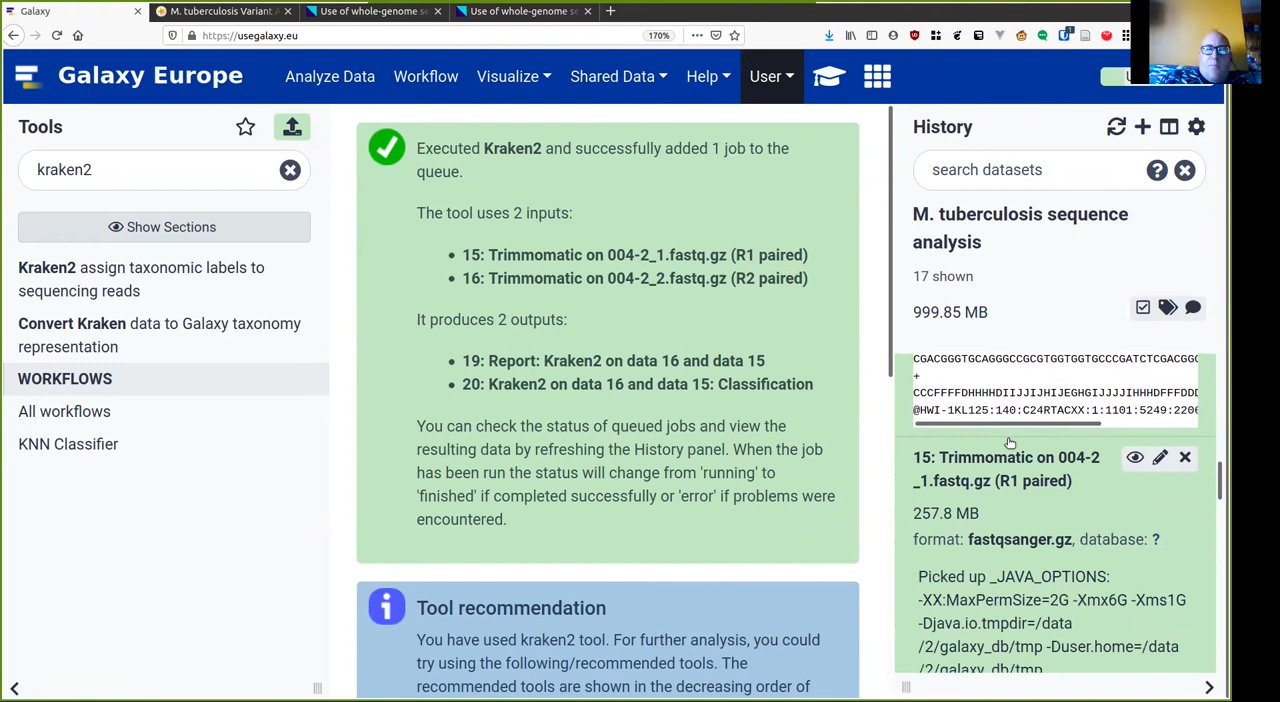 Galaxy
M. tuberculosis Variant A
Use of whole-genome se
Use of whole-genome se
https://usegalaxy.eu
170%
Galaxy Europe
Analyze Data
Workflow
Visualize
Shared Data
Help
User
Tools
kraken2
Show Sections
Kraken2 assign taxonomic labels to
sequencing reads
Convert Kraken data to Galaxy taxonomy
representation
WORKFLOWS
All workflows
KNN Classifier
Executed Kraken2 and successfully added 1 job to the
queue.
The tool uses 2 inputs:
• 15: Trimmomatic on 004-2_1.fastq.gz (R1 paired)
• 16: Trimmomatic on 004-2_2.fastq.gz (R2 paired)
It produces 2 outputs:
• 19: Report: Kraken2 on data 16 and data 15
• 20: Kraken2 on data 16 and data 15: Classification
You can check the status of queued jobs and view the
resulting data by refreshing the History panel. When the
job has been run the status will change from 'running' to
'finished' if completed successfully or 'error' if problems were
encountered.
Tool recommendation
You have used kraken2 tool. For further analysis, you could
try using the following/recommended tools. The
recommended tools are shown in the decreasing order of
History
search datasets
M. tuberculosis sequence
analysis
17 shown
999.85 MB
CGACGGGTGCAGGGCCGCGTGGTGGTGCCCGATCTCGACGGC
+
CCCFFFFDHHHHDIIJJIJHIJEGHGIJJJJIHHHDFFFDDD
@HWI-1KL125:140:C24RTACXX:1:1101:5249:2206
15: Trimmomatic on 004-2
_1.fastq.gz (R1 paired)
257.8 MB
format: fastqsanger.gz, database: ?
Picked up _JAVA_OPTIONS:
-XX:MaxPermSize=2G -Xmx6G -Xms1G
-Djava.io.tmpdir=/data
/2/galaxy_db/tmp -Duser.home=/data
/2/galaxy_db/tmp